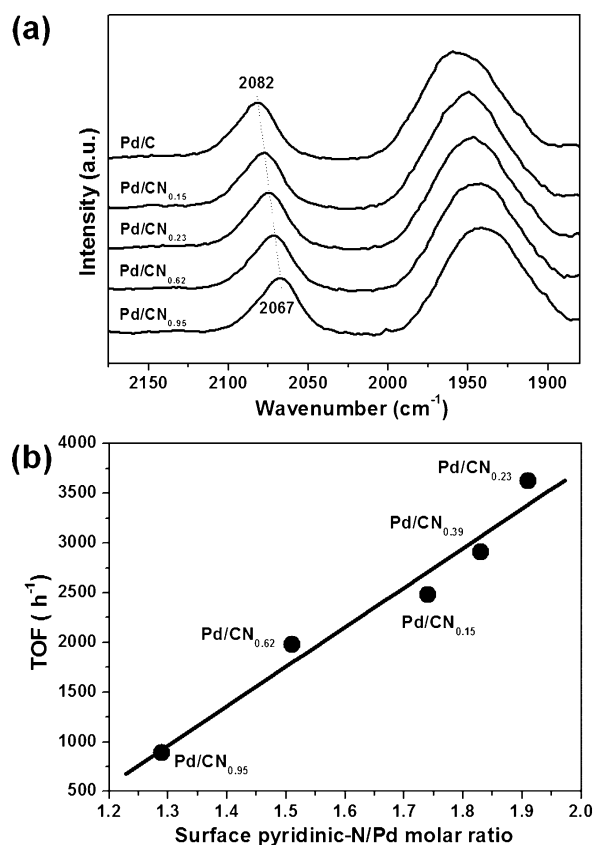 (a)
2082
Pd/C
Pd/CN0.15
Pd/CN0.23
Pd/CN0.62
Pd/CN0.95
2067
Intensity (a.u.)
2150 2100 2050 2000 1950 1900
Wavenumber (cm-1)
(b)
4000
3500
3000
2500
2000
1500
1000
500
TOF ( h-1)
Pd/CN0.23
Pd/CN0.39
Pd/CN0.15
Pd/CN0.62
Pd/CN0.95
1.2 1.3 1.4 1.5 1.6 1.7 1.8 1.9 2.0
Surface pyridinic-N/Pd molar ratio